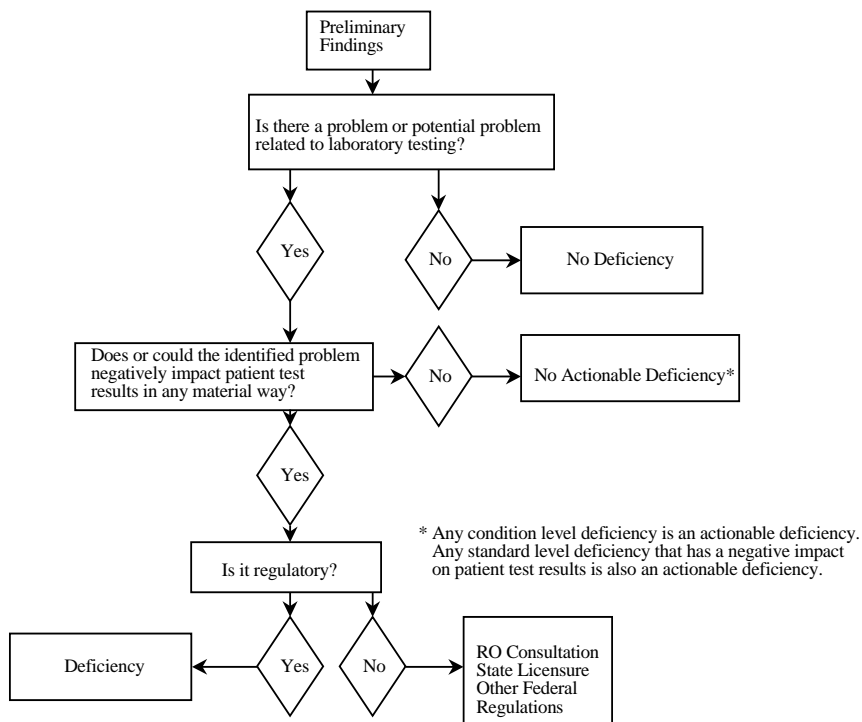 Preliminary
Findings
Is there a problem or potential problem
related to laboratory testing?
Yes
No
No Deficiency
Does or could the identified problem
negatively impact patient test
results in any material way?
No
No Actionable Deficiency*
Yes
* Any condition level deficiency is an actionable deficiency.
Any standard level deficiency that has a negative impact
on patient test results is also an actionable deficiency.
Is it regulatory?
Deficiency
Yes
No
RO Consultation
State Licensure
Other Federal
Regulations